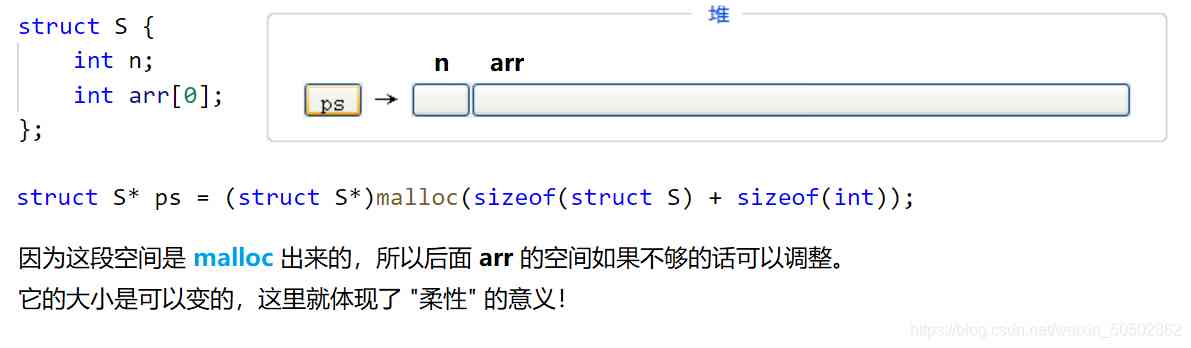 struct S {
堆
int n;
n arr
int arr[0];
ps →
};
struct S* ps = (struct S*)malloc(sizeof(struct S) + sizeof(int));
因为这段空间是 malloc 出来的，所以后面 arr 的空间如果不够的话可以调整。
它的大小是可以变的，这里就体现了 "柔性" 的意义！
https://blog.csdn.net/weixin_50502862